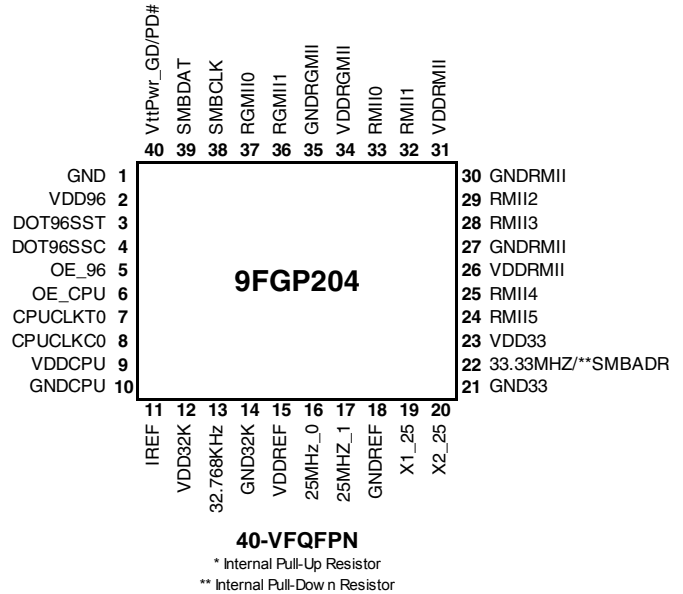 VttPwr_GD/PD#
SMBDAT
SMBCLK
RGMII0
RGMII1
GNDRGMII
VDDRGMII
RMII0
RMII1
VDDRMII
40 39 38 37 36 35 34 33 32 31
GND 1
VDD96 2
DOT96SST 3
DOT96SSC 4
OE_96 5
OE_CPU 6
CPUCLKT0 7
CPUCLKC0 8
VDDCPU 9
GNDCPU 10
9FGP204
30 GNDRMII
29 RMII2
28 RMII3
27 GNDRMII
26 VDDRMII
25 RMII4
24 RMII5
23 VDD33
22 33.33MHZ/**SMBADR
21 GND33
11 12 13 14 15 16 17 18 19 20
IREF
VDD32K
32.768KHz
GND32K
VDDREF
25MHz_0
25MHZ_1
GNDREF
X1_25
X2_25
40-VFQFPN
* Internal Pull-Up Resistor
** Internal Pull-Down Resistor